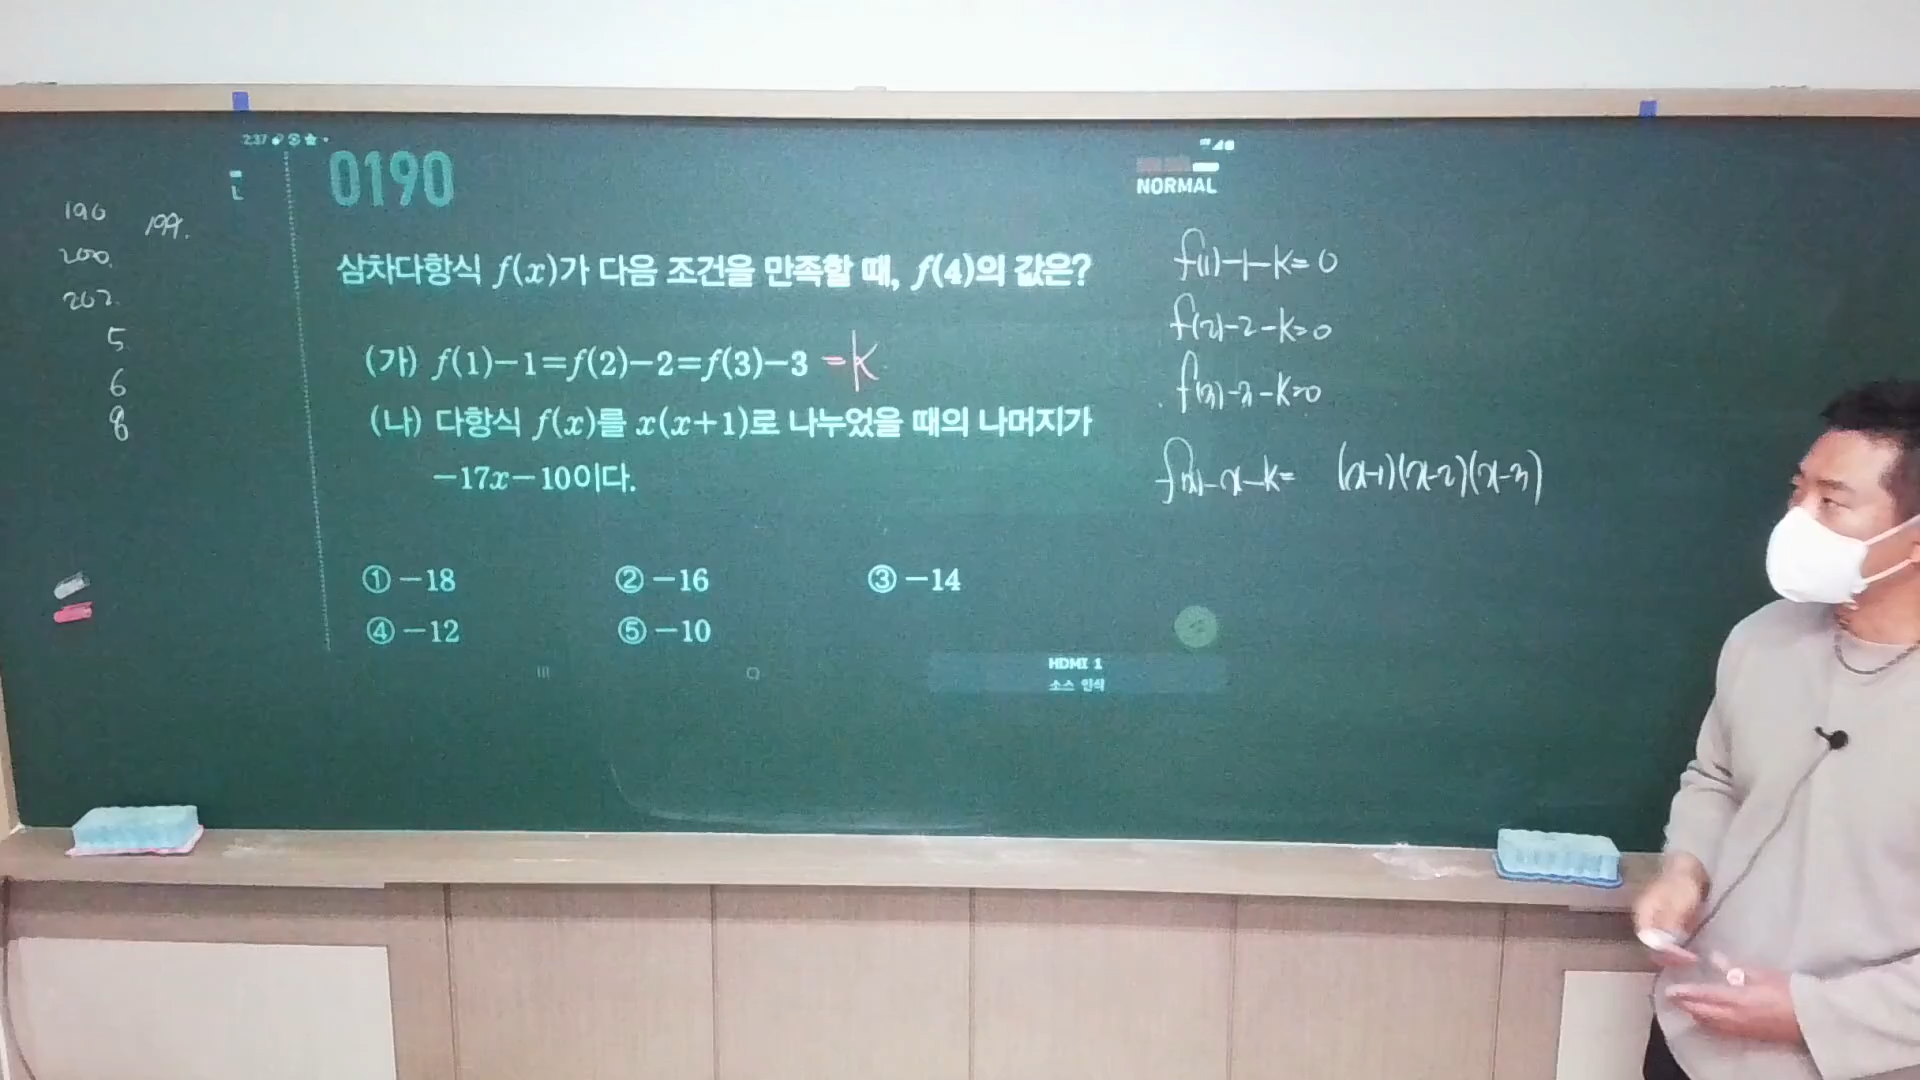 2:37
0190
NORMAL
삼차다항식 f(x)가 다음 조건을 만족할 때, f(4)의 값은?
(가) f(1)-1=f(2)-2=f(3)-3 =k
(나) 다항식 f(x)를 x(x+1)로 나누었을 때의 나머지가
-17x-10이다.
① -18 ② -16 ③ -14
④ -12 ⑤ -10
HDMI 1
소스 인식
190 199.
200.
202.
5
6
8
f(1)-1-k=0
f(2)-2-k=0
f(3)-3-k=0
f(x)-x-k= (x-1)(x-2)(x-3)